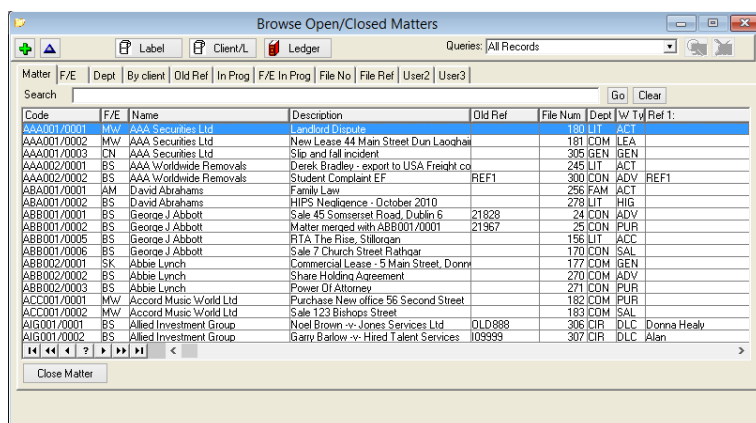 Browse Open/Closed Matters
Label Client/L Ledger Queries: All Records
Matter F/E Dept By client Old Ref In Prog F/E In Prog File No File Ref User2 User3
Search Go Clear
Code F/E Name Description Old Ref File Num Dept W Ty Ref 1:
AAA001/0001 MW AAA Securities Ltd Landlord Dispute 180 LIT ACT
AAA001/0002 MW AAA Securities Ltd New Lease 44 Main Street Dun Laoghai 181 COM LEA
AAA001/0003 CN AAA Securities Ltd Slip and fall incident 305 GEN GEN
AAA002/0001 BS AAA Worldwide Removals Derek Bradley - export to USA Freight co 245 LIT ACT
AAA002/0002 BS AAA Worldwide Removals Student Complaint EF REF1 300 CON ADV REF1
ABA001/0001 AM David Abrahams Family Law 256 FAM ACT
ABA001/0002 BS David Abrahams HIPS Negligence - October 2010 278 LIT HIG
ABB001/0001 BS George J Abbott Sale 45 Somserset Road, Dublin 6 21828 24 CON ADV
ABB001/0002 BS George J Abbott Matter merged with ABB001/0001 21967 25 CON PUR
ABB001/0005 BS George J Abbott RTA The Rise, Stillorgan 156 LIT ACC
ABB001/0006 BS George J Abbott Sale 7 Church Street Rathgar 170 CON SAL
ABB002/0001 SK Abbie Lynch Commercial Lease - 5 Main Street, Donny 177 COM GEN
ABB002/0002 BS Abbie Lynch Share Holding Agreement 270 COM ADV
ABB002/0003 BS Abbie Lynch Power Of Attorney 271 CON PUR
ACC001/0001 MW Accord Music World Ltd Purchase New office 56 Second Street 182 COM PUR
ACC001/0002 MW Accord Music World Ltd Sale 123 Bishops Street 183 COM SAL
AIG001/0001 BS Allied Investment Group Noel Brown -v- Jones Services Ltd OLD888 306 CIR DLC Donna Healy
AIG001/0002 BS Allied Investment Group Garry Barlow -v- Hired Talent Services I09999 307 CIR DLC Alan
Close Matter